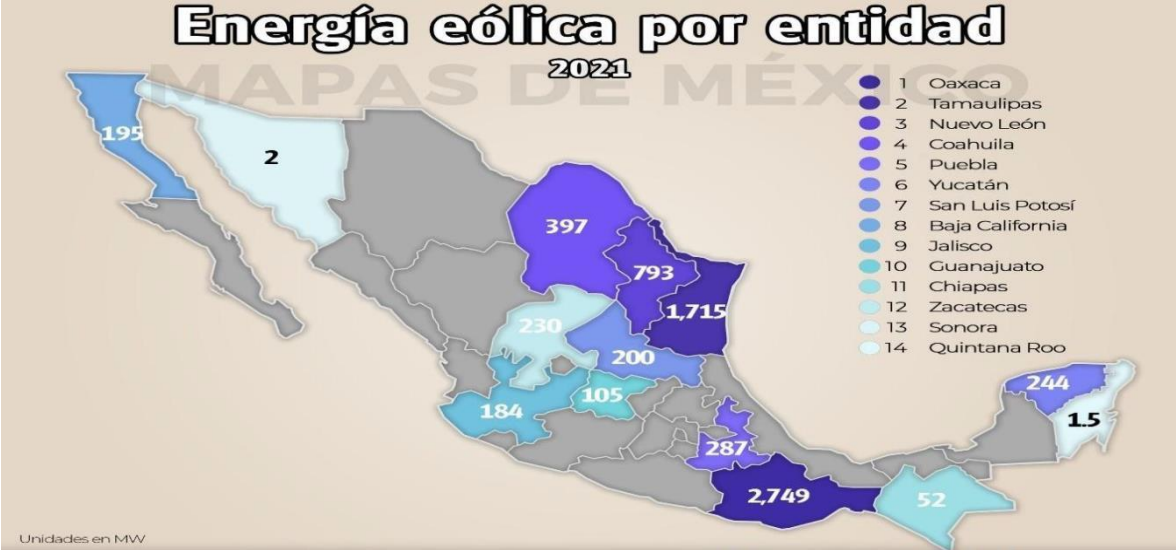 Energía eólica por entidad
2021
MAPAS DE MÉXICO
1 Oaxaca
2 Tamaulipas
3 Nuevo León
4 Coahuila
5 Puebla
6 Yucatán
7 San Luis Potosí
8 Baja California
9 Jalisco
10 Guanajuato
11 Chiapas
12 Zacatecas
13 Sonora
14 Quintana Roo
195
2
397
793
1,715
230
200
184
105
244
1.5
287
2,749
52
Unidades en MW